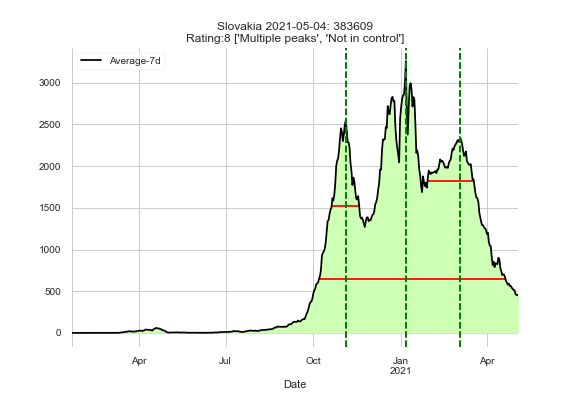 Slovakia 2021-05-04: 383609
Rating:8 ['Multiple peaks', 'Not in control']
Average-7d
3000
2500
2000
1500
1000
500
0
Apr
Jul
Oct
Jan
2021
Apr
Date